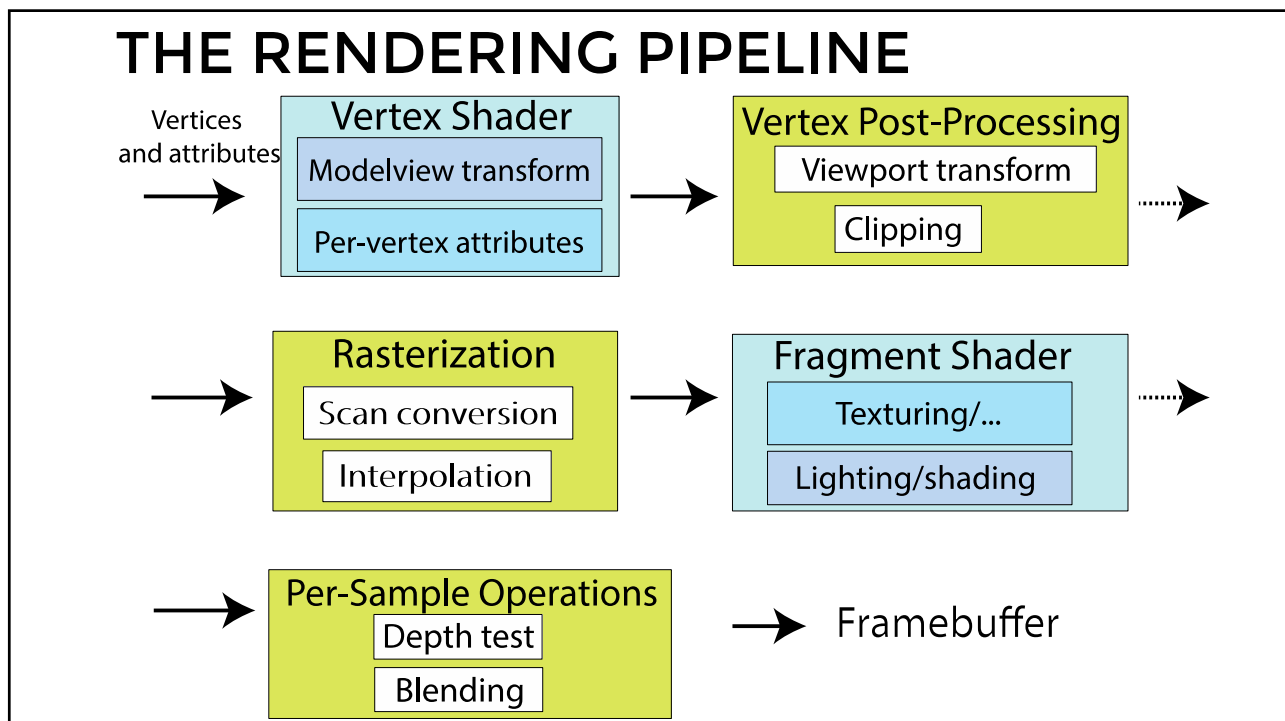 THE RENDERING PIPELINE
Vertices
and attributes
Vertex Shader
Modelview transform
Per-vertex attributes
Vertex Post-Processing
Viewport transform
Clipping
Rasterization
Scan conversion
Interpolation
Fragment Shader
Texturing/...
Lighting/shading
Per-Sample Operations
Depth test
Blending
Framebuffer